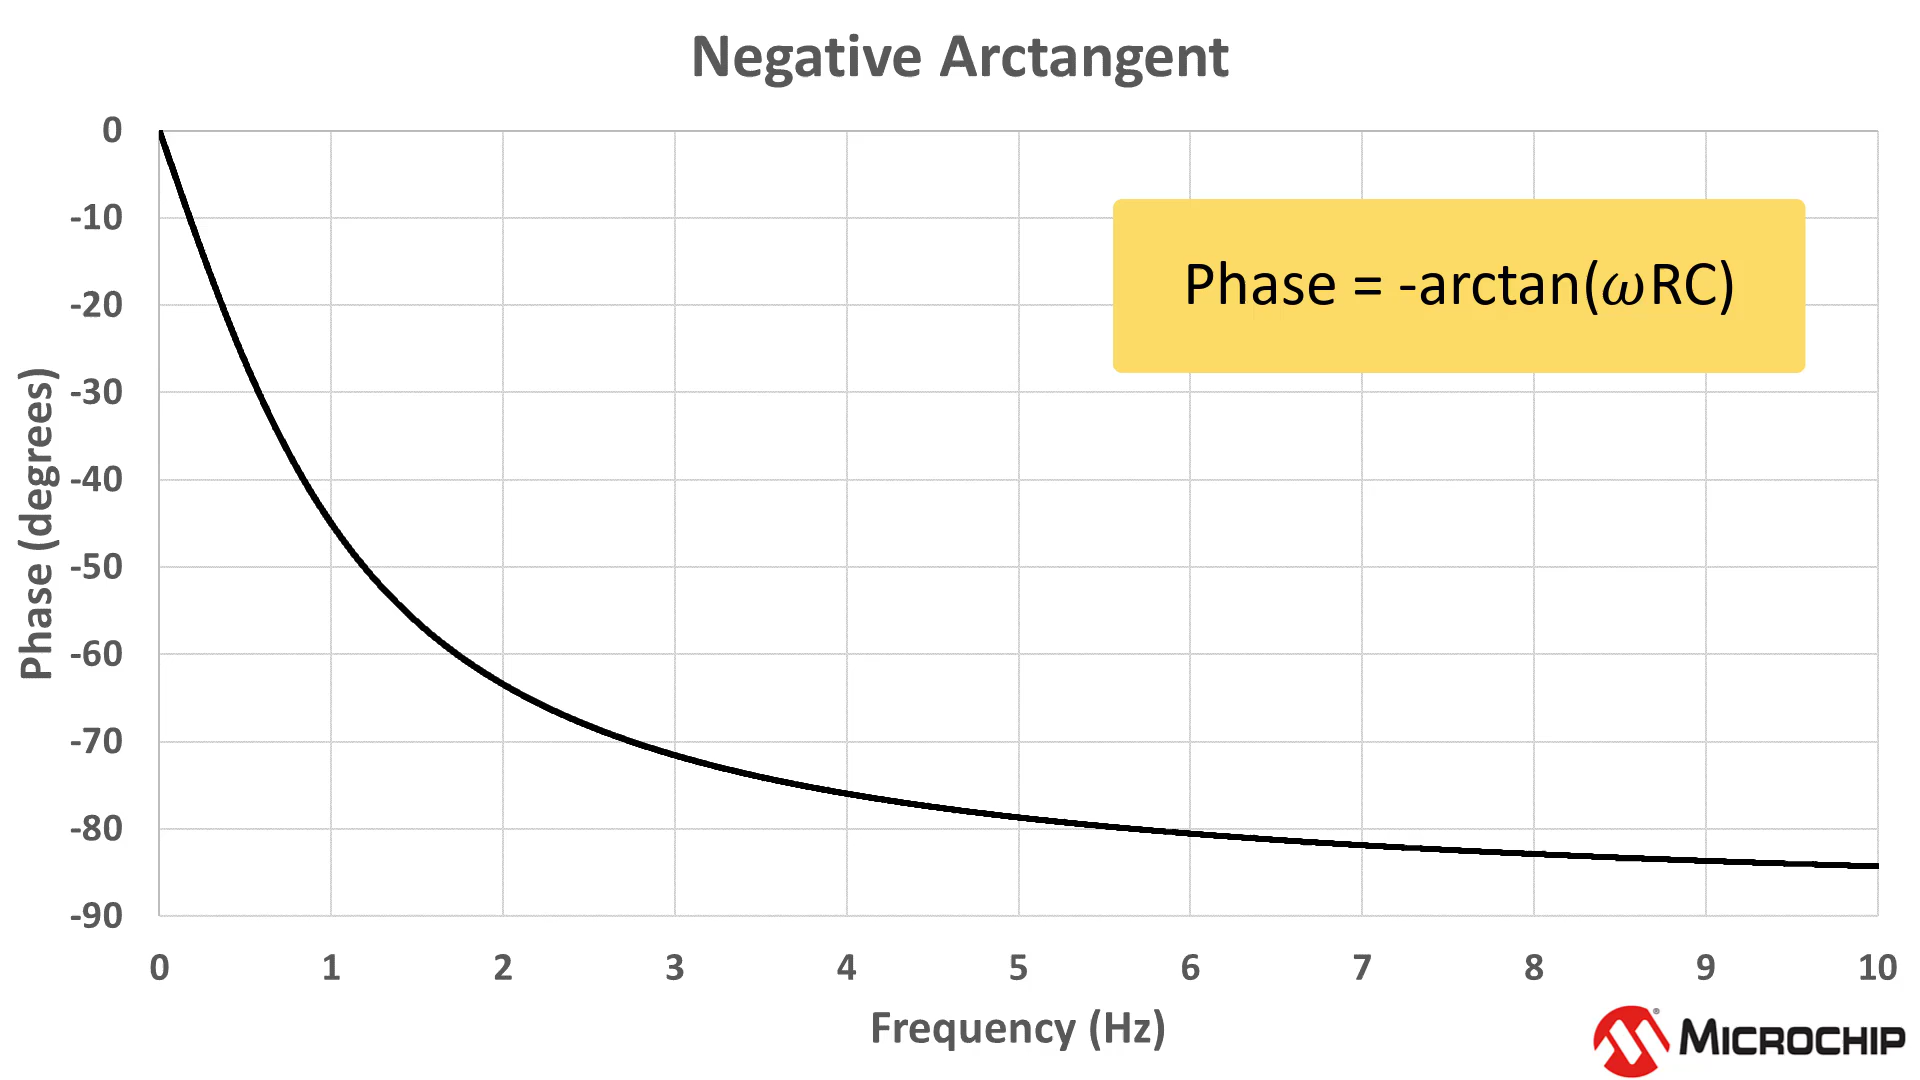 Negative Arctangent
0
-10
-20
-30
-40
-50
-60
-70
-80
-90
Phase (degrees)
Phase = -arctan(ωRC)
0 1 2 3 4 5 6 7 8 9 10
Frequency (Hz)
® MICROCHIP